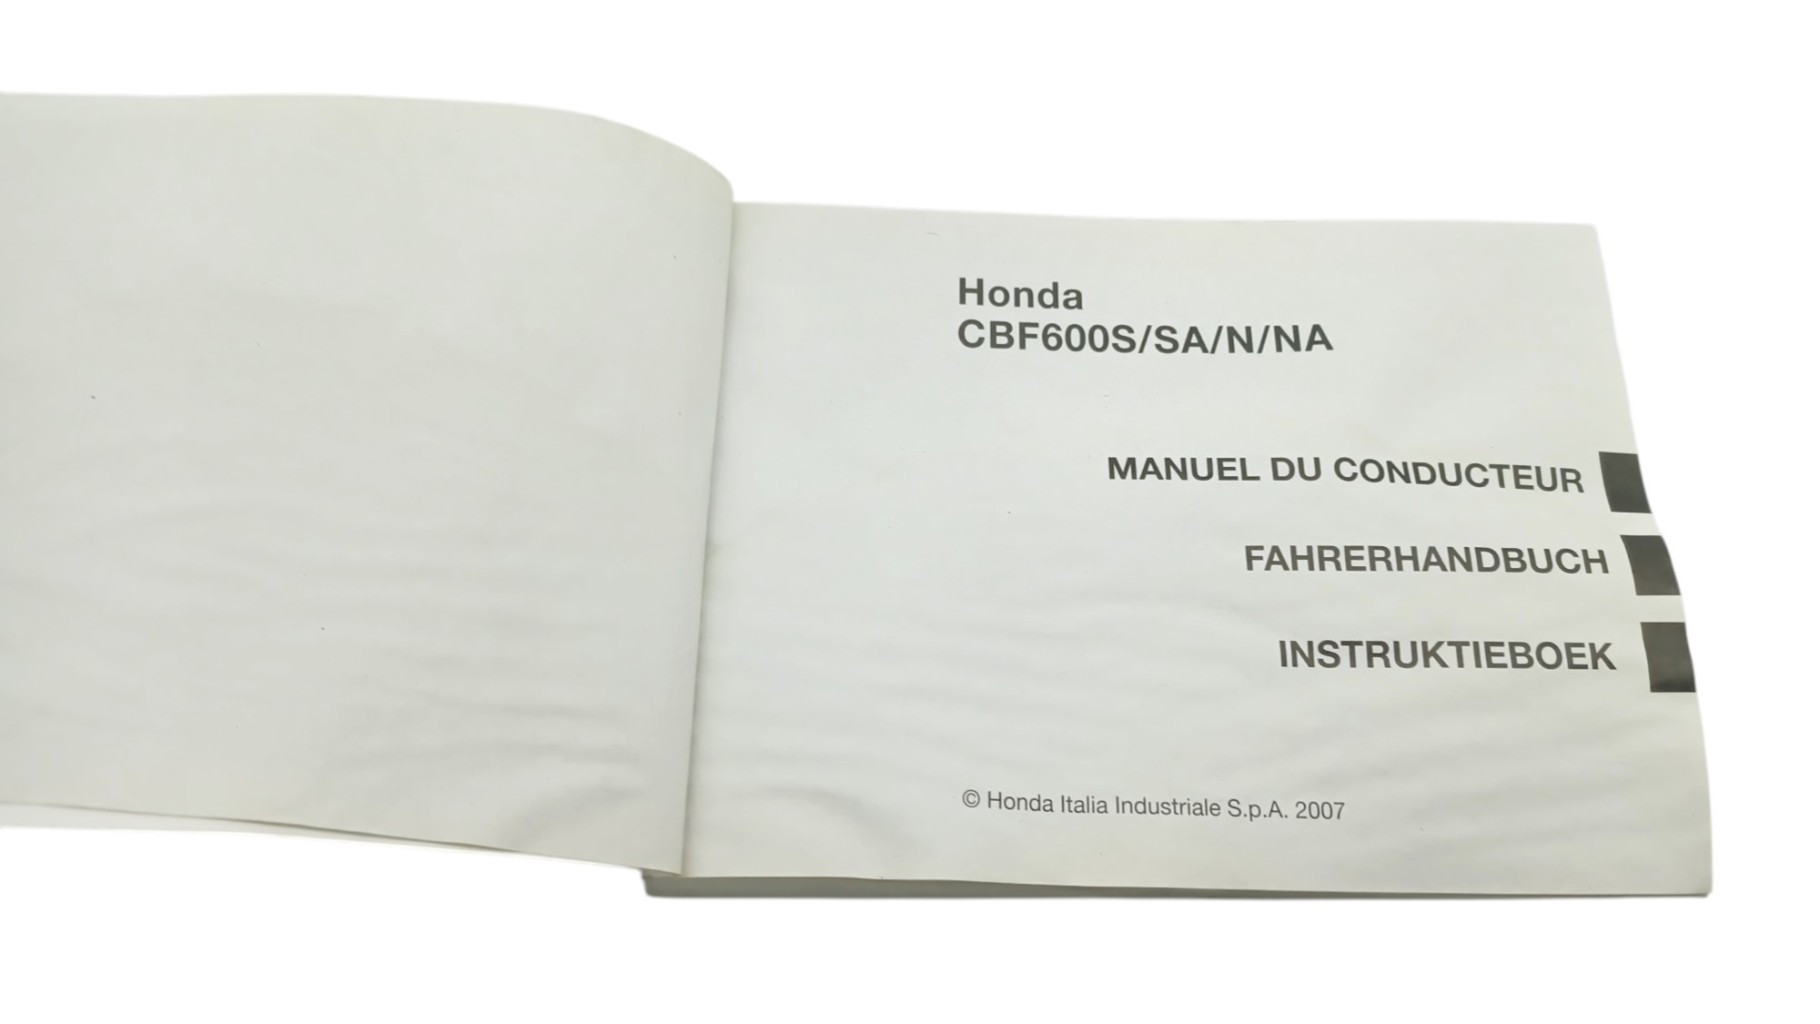 Honda
CBF600S/SA/N/NA
MANUEL DU CONDUCTEUR
FAHRERHANDBUCH
INSTRUKTIEBOEK
© Honda Italia Industriale S.p.A. 2007